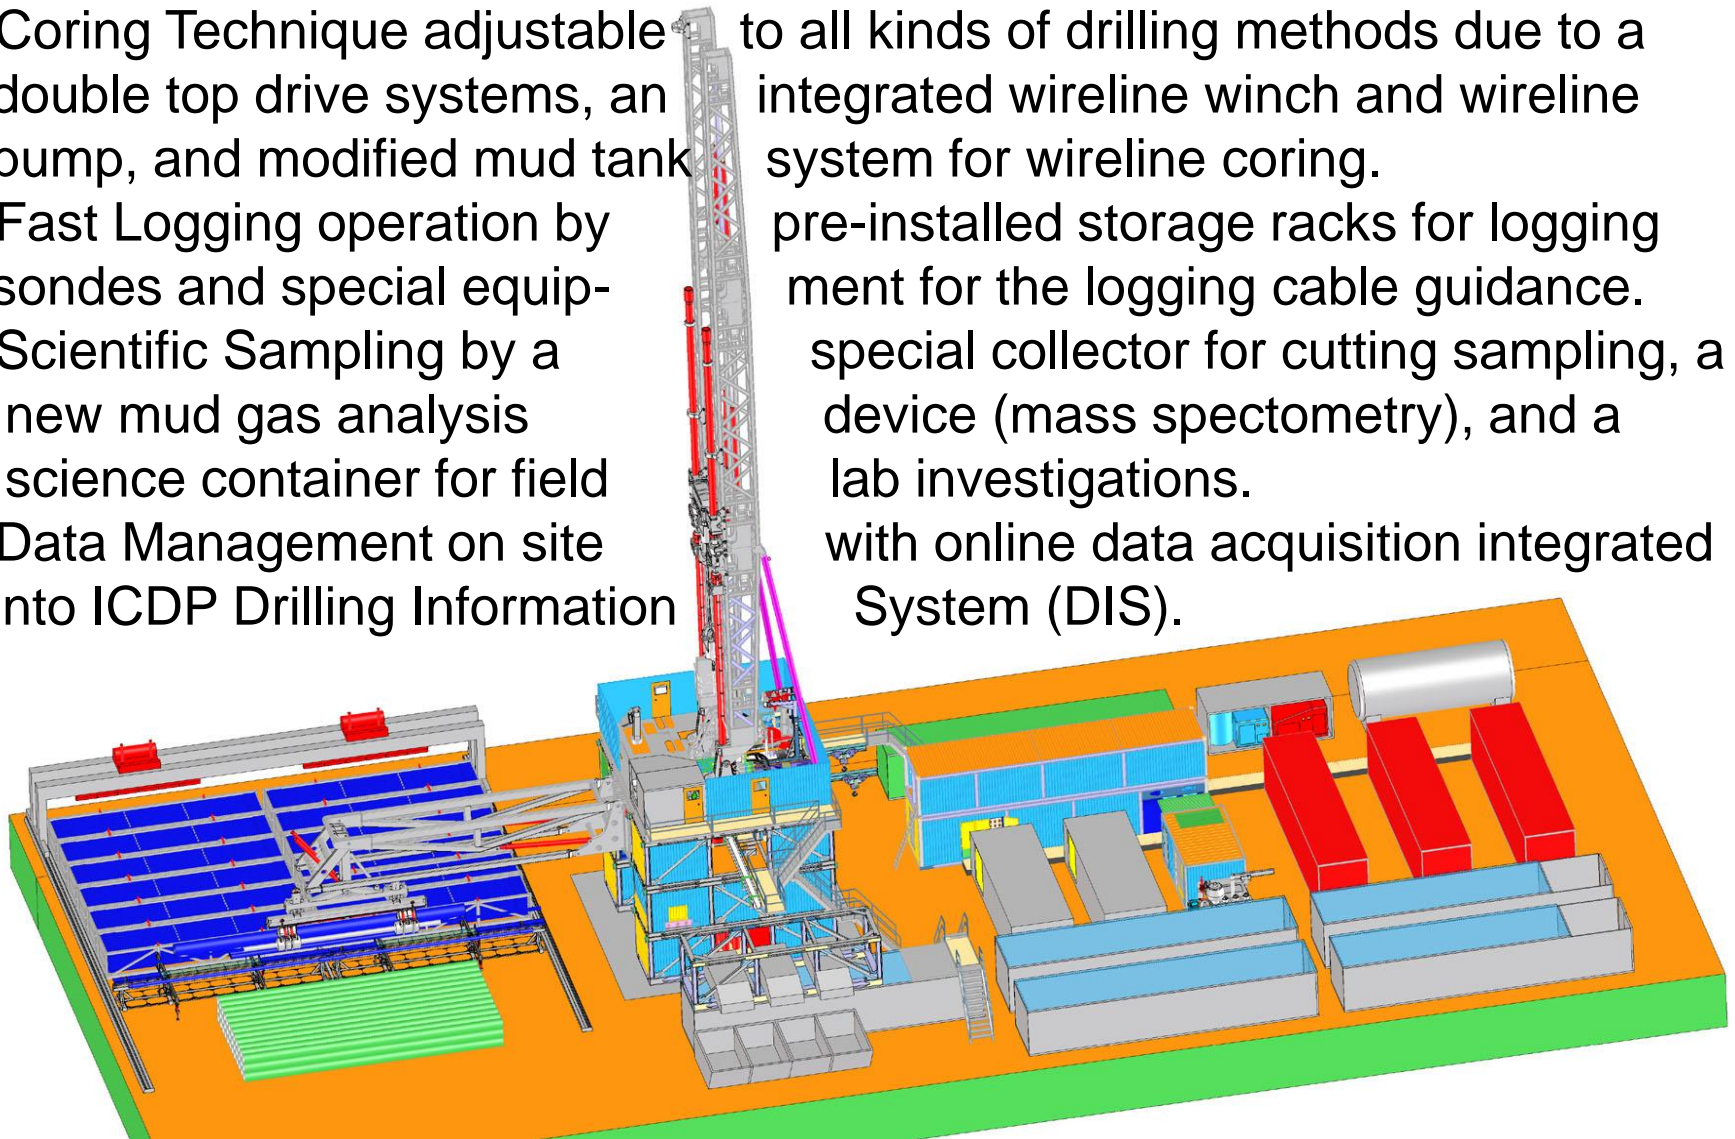 Coring Technique adjustable to all kinds of drilling methods due to a
double top drive systems, an integrated wireline winch and wireline
pump, and modified mud tank system for wireline coring.
Fast Logging operation by pre-installed storage racks for logging
sondes and special equip- ment for the logging cable guidance.
Scientific Sampling by a special collector for cutting sampling, a
new mud gas analysis device (mass spectometry), and a
science container for field lab investigations.
Data Management on site with online data acquisition integrated
nto ICDP Drilling Information System (DIS).